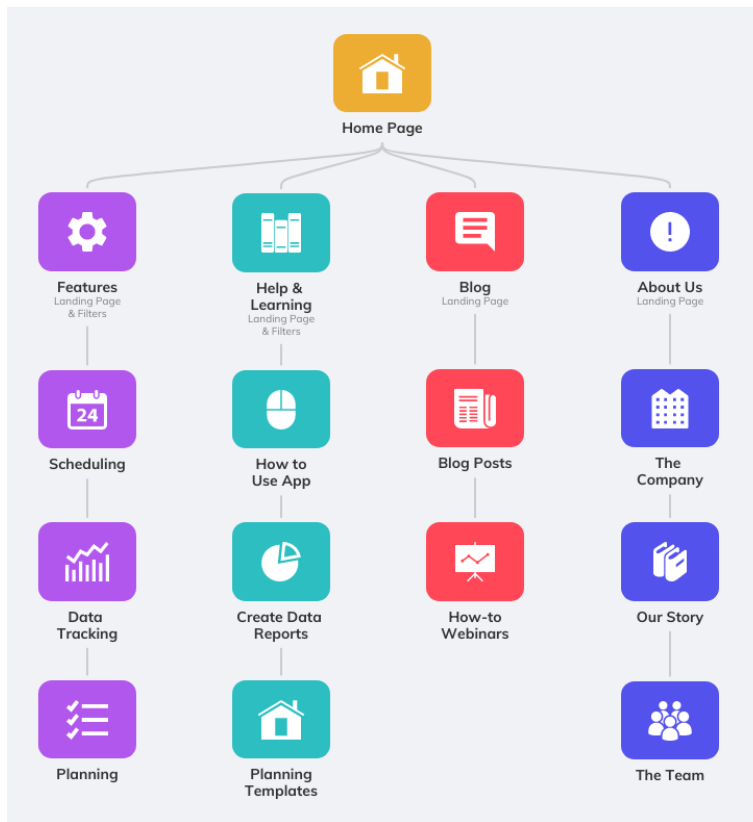 Home Page
Features
Landing Page
& Filters
Help &
Learning
Landing Page
& Filters
Blog
Landing Page
About Us
Landing Page
24
Scheduling
How to
Use App
Blog Posts
The
Company
Data
Tracking
Create Data
Reports
How-to
Webinars
Our Story
Planning
Planning
Templates
The Team